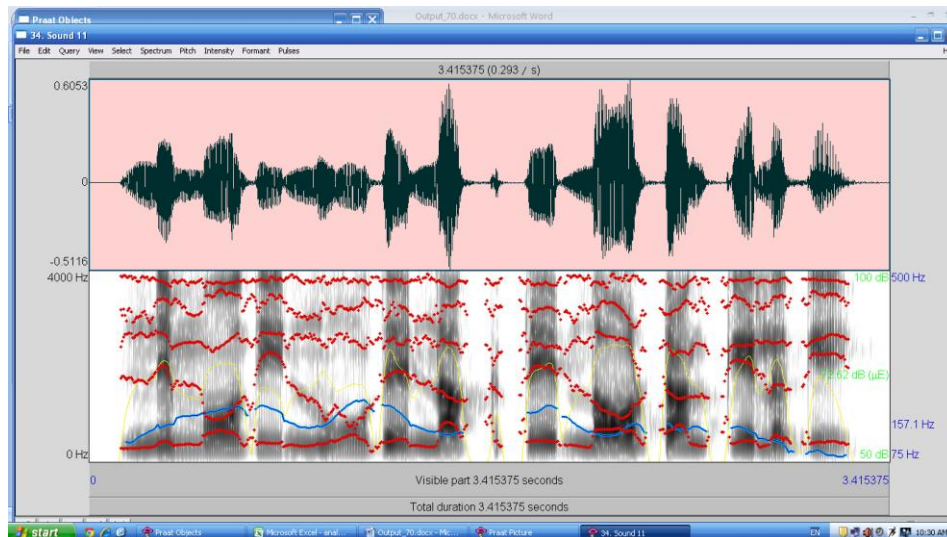 Praat Objects
Output_70.docx - Microsoft Word
34. Sound 11
File Edit Query View Select Spectrum Pitch Intensity Formant Pulses
3.415375 (0.293 / s)
0.6053
0
-0.5116
4000 Hz
100 dB 500 Hz
62 dB (µE)
157.1 Hz
0 Hz
50 dB 75 Hz
0
Visible part 3.415375 seconds
3.415375
Total duration 3.415375 seconds
start Praat Objects Microsoft Excel - anal... Output_70.docx - Mic... Praat Picture 34. Sound 11 EN 10:30 AM